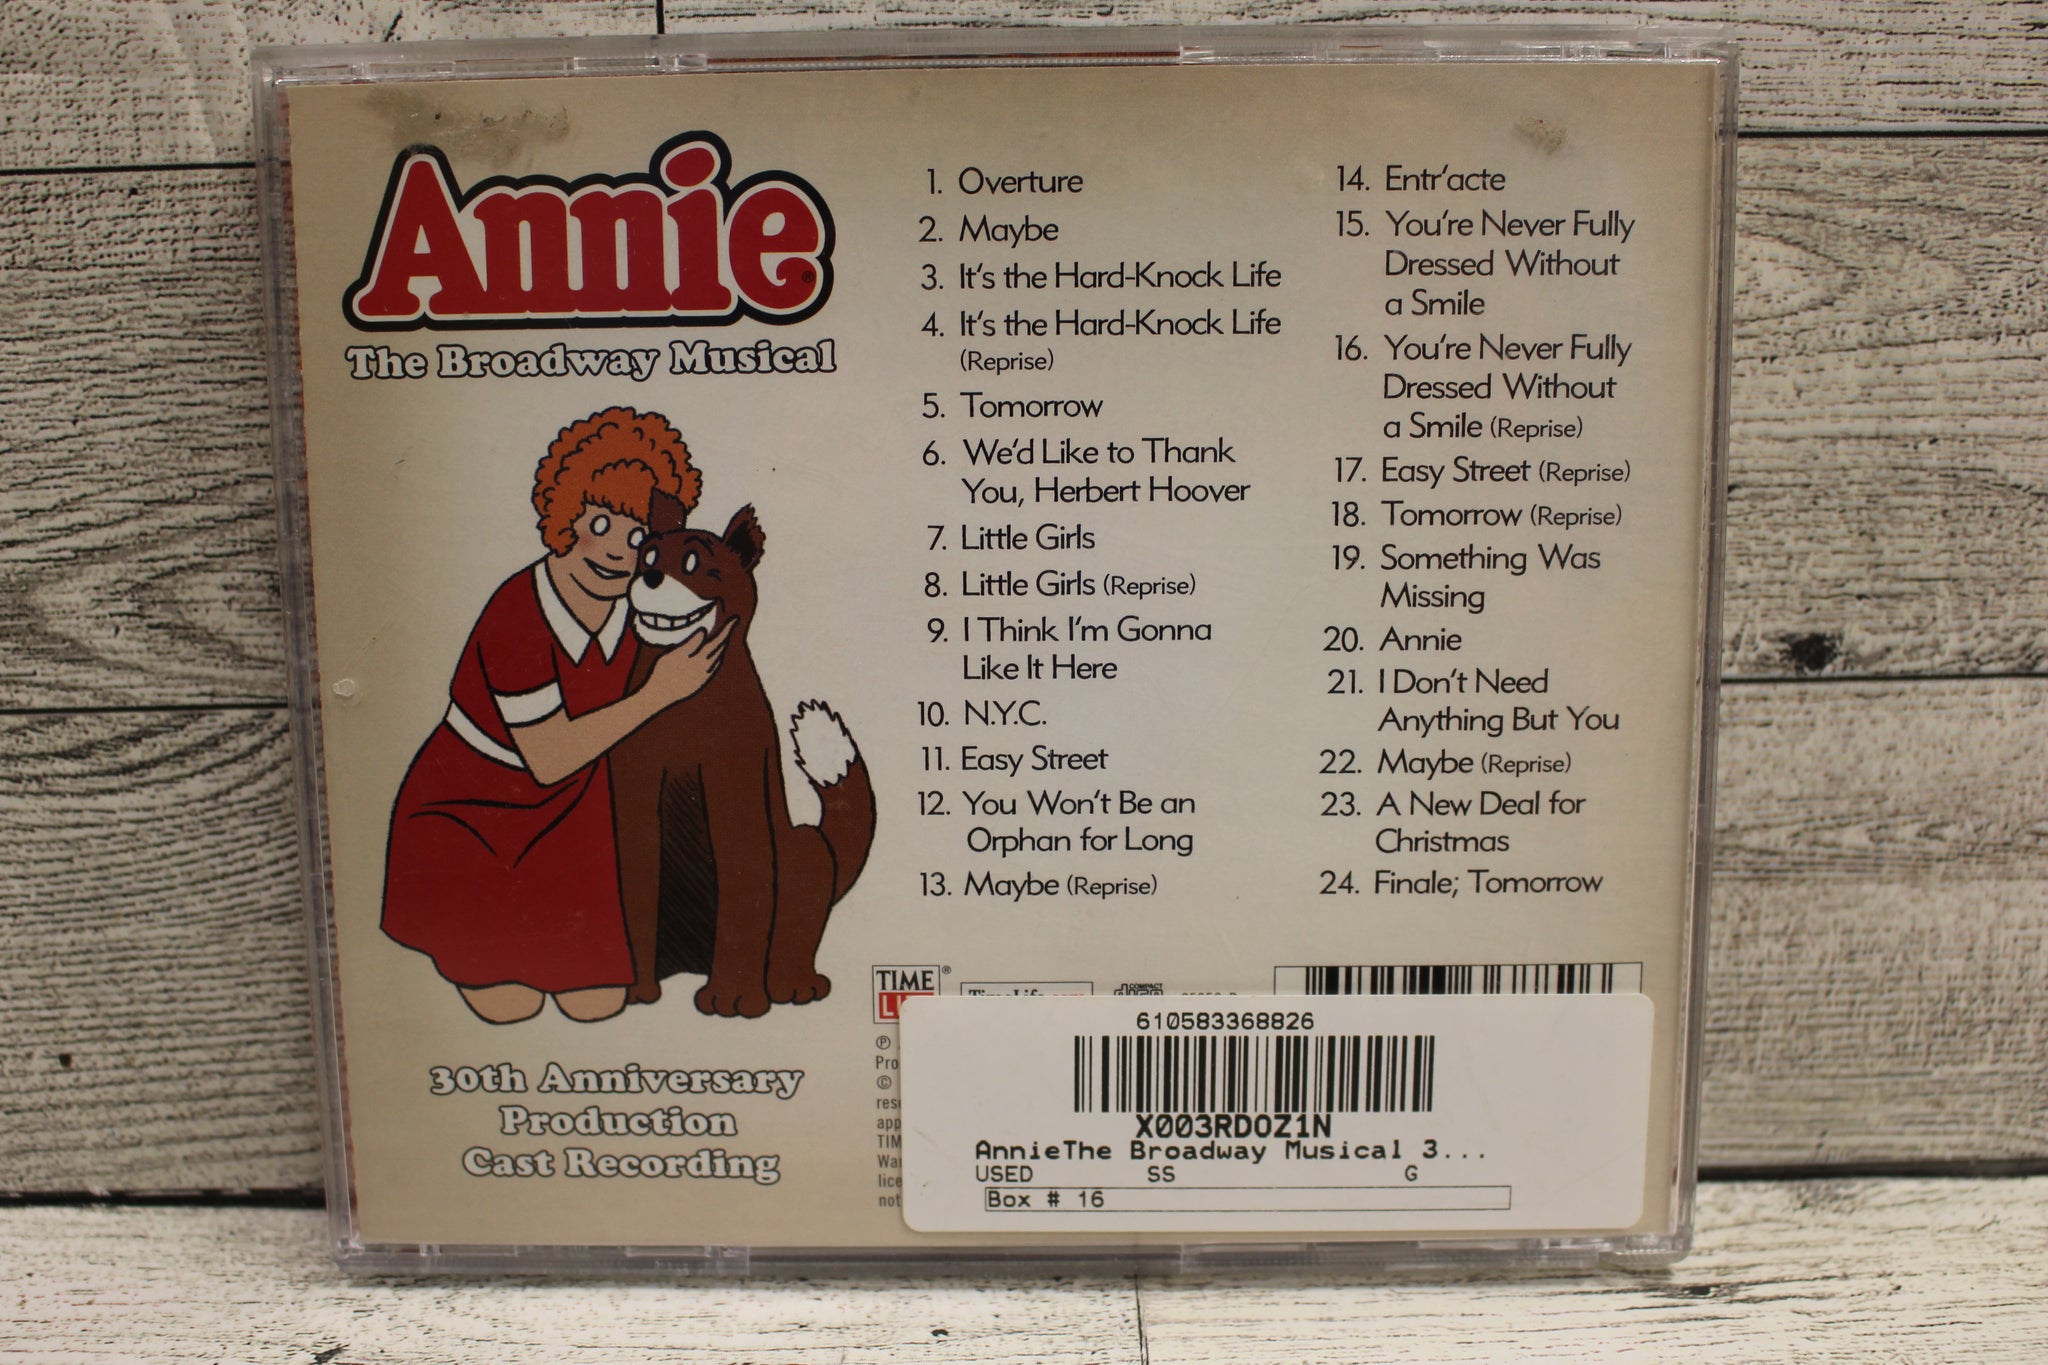 Annie®
The Broadway Musical
30th Anniversary
Production
Cast Recording
1. Overture
2. Maybe
3. It's the Hard-Knock Life
4. It's the Hard-Knock Life
(Reprise)
5. Tomorrow
6. We'd Like to Thank
You, Herbert Hoover
7. Little Girls
8. Little Girls (Reprise)
9. I Think I'm Gonna
Like It Here
10. N.Y.C.
11. Easy Street
12. You Won't Be an
Orphan for Long
13. Maybe (Reprise)
14. Entr'acte
15. You're Never Fully
Dressed Without
a Smile
16. You're Never Fully
Dressed Without
a Smile (Reprise)
17. Easy Street (Reprise)
18. Tomorrow (Reprise)
19. Something Was
Missing
20. Annie
21. I Don't Need
Anything But You
22. Maybe (Reprise)
23. A New Deal for
Christmas
24. Finale; Tomorrow
TIME ®
COMPACT
℗
©
610583368826
X003RDOZ1N
AnnieThe Broadway Musical 3...
USED SS G
Box # 16